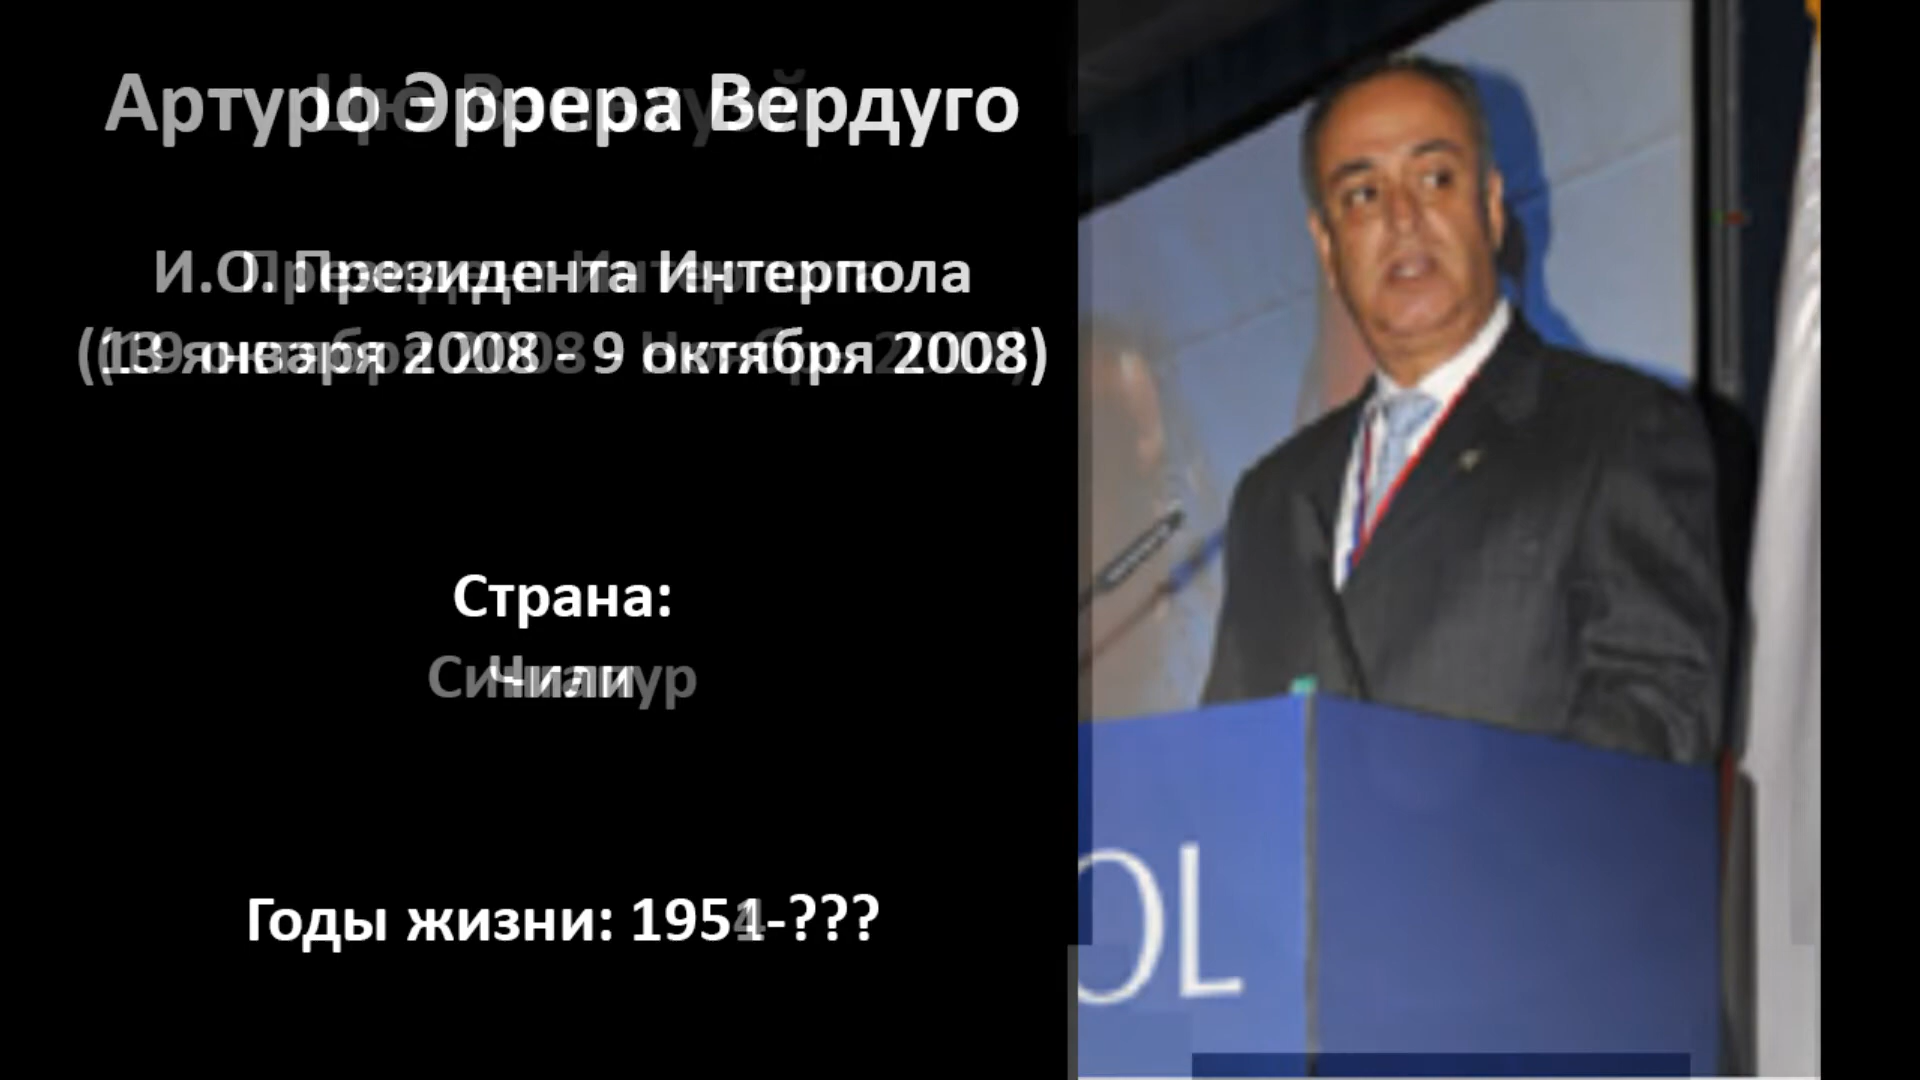 Артуро Эррера Вердуго
И.О. Президента Интерпола
(13 января 2008 - 9 октября 2008)
Страна:
Чили
Годы жизни: 1951-???
OL